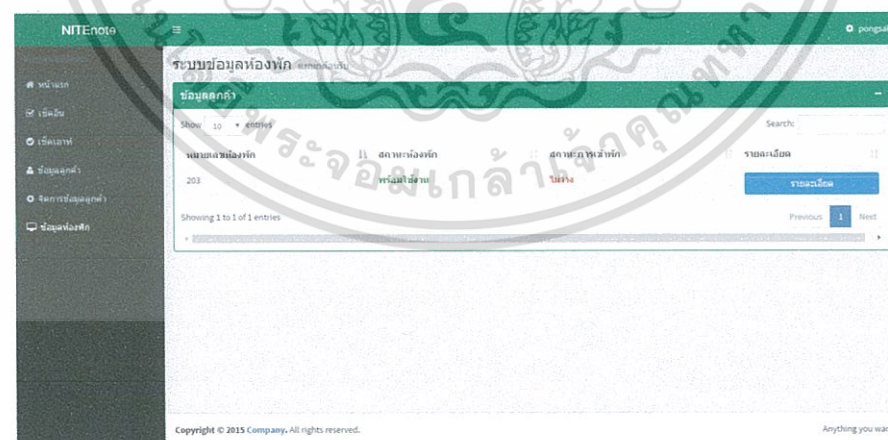 NITEnote
pongsal
ระบบข้อมูลห้องพัก
หน้าแรก
ข้อมูลลูกค้า
เช็คอิน
Show 10 entries
Search:
เช็คเอาท์
หมายเลขห้องพัก สถานะห้องพัก สถานะการเข้าพัก รายละเอียด
ข้อมูลลูกค้า
203 พร้อมใช้งาน ไม่ว่าง รายละเอียด
จัดการข้อมูลลูกค้า
Showing 1 to 1 of 1 entries
Previous 1 Next
ข้อมูลห้องพัก
Copyright © 2015 Company. All rights reserved.
Anything you wan